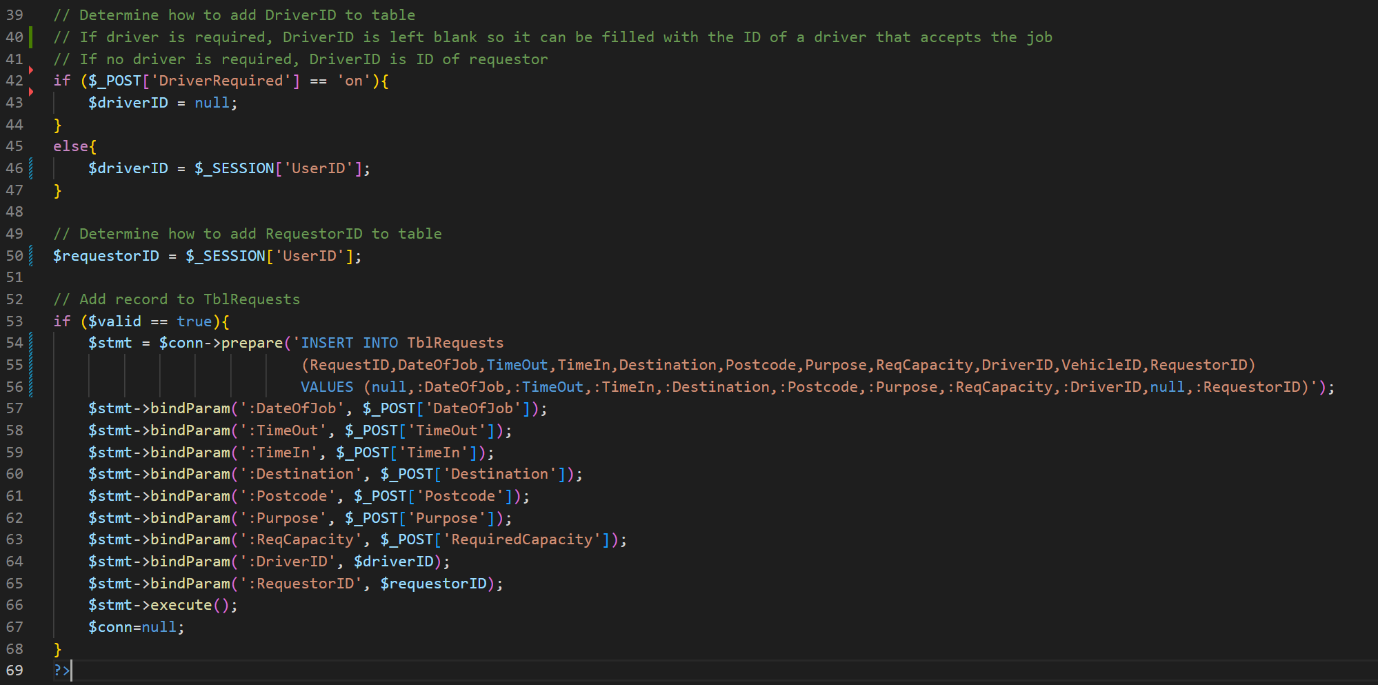 39 // Determine how to add DriverID to table
40 // If driver is required, DriverID is left blank so it can be filled with the ID of a driver that accepts the job
41 // If no driver is required, DriverID is ID of requestor
42 if ($_POST['DriverRequired'] == 'on'){
43 $driverID = null;
44 }
45 else{
46 $driverID = $_SESSION['UserID'];
47 }
48
49 // Determine how to add RequestorID to table
50 $requestorID = $_SESSION['UserID'];
51
52 // Add record to TblRequests
53 if ($valid == true){
54 $stmt = $conn->prepare('INSERT INTO TblRequests
55 (RequestID,DateOfJob,TimeOut,TimeIn,Destination,Postcode,Purpose,ReqCapacity,DriverID,VehicleID,RequestorID)
56 VALUES (null,:DateOfJob,:TimeOut,:TimeIn,:Destination,:Postcode,:Purpose,:ReqCapacity,:DriverID,null,:RequestorID)');
57 $stmt->bindParam(':DateOfJob', $_POST['DateOfJob']);
58 $stmt->bindParam(':TimeOut', $_POST['TimeOut']);
59 $stmt->bindParam(':TimeIn', $_POST['TimeIn']);
60 $stmt->bindParam(':Destination', $_POST['Destination']);
61 $stmt->bindParam(':Postcode', $_POST['Postcode']);
62 $stmt->bindParam(':Purpose', $_POST['Purpose']);
63 $stmt->bindParam(':ReqCapacity', $_POST['RequiredCapacity']);
64 $stmt->bindParam(':DriverID', $driverID);
65 $stmt->bindParam(':RequestorID', $requestorID);
66 $stmt->execute();
67 $conn=null;
68 }
69 ?>